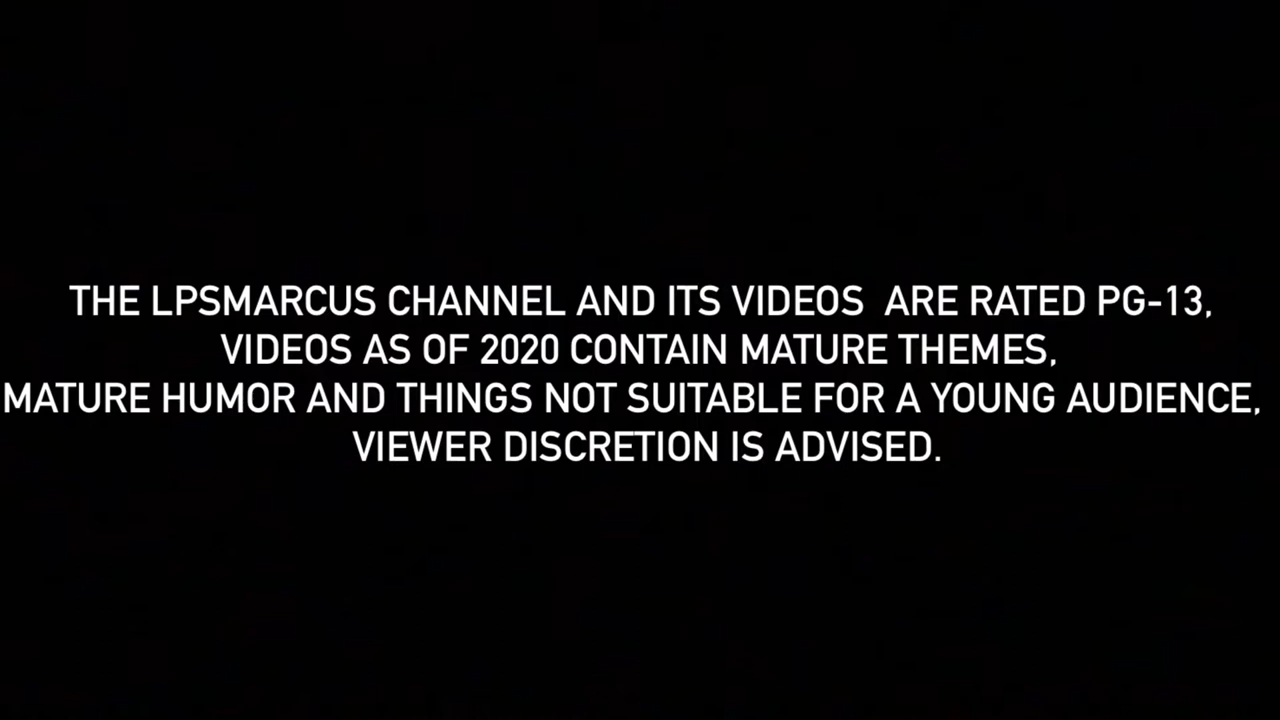 THE LPSMARCUS CHANNEL AND ITS VIDEOS  ARE RATED PG-13,
VIDEOS AS OF 2020 CONTAIN MATURE THEMES,
MATURE HUMOR AND THINGS NOT SUITABLE FOR A YOUNG AUDIENCE,
VIEWER DISCRETION IS ADVISED.